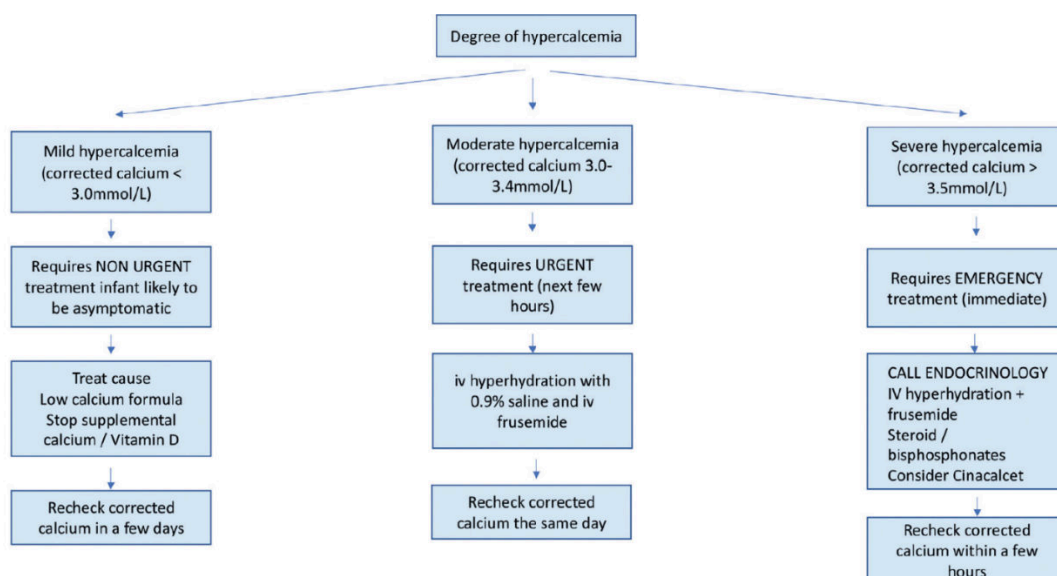 Degree of hypercalcemia
Mild hypercalcemia
(corrected calcium <
3.0mmol/L)
Requires NON URGENT
treatment infant likely to
be asymptomatic
Treat cause
Low calcium formula
Stop supplemental
calcium / Vitamin D
Recheck corrected
calcium in a few days
Moderate hypercalcemia
(corrected calcium 3.0-
3.4mmol/L)
Requires URGENT
treatment (next few
hours)
iv hyperhydration with
0.9% saline and iv
frusemide
Recheck corrected
calcium the same day
Severe hypercalcemia
(corrected calcium >
3.5mmol/L)
Requires EMERGENCY
treatment (immediate)
CALL ENDOCRINOLOGY
IV hyperhydration +
frusemide
Steroid /
bisphosphonates
Consider Cinacalcet
Recheck corrected
calcium within a few
hours